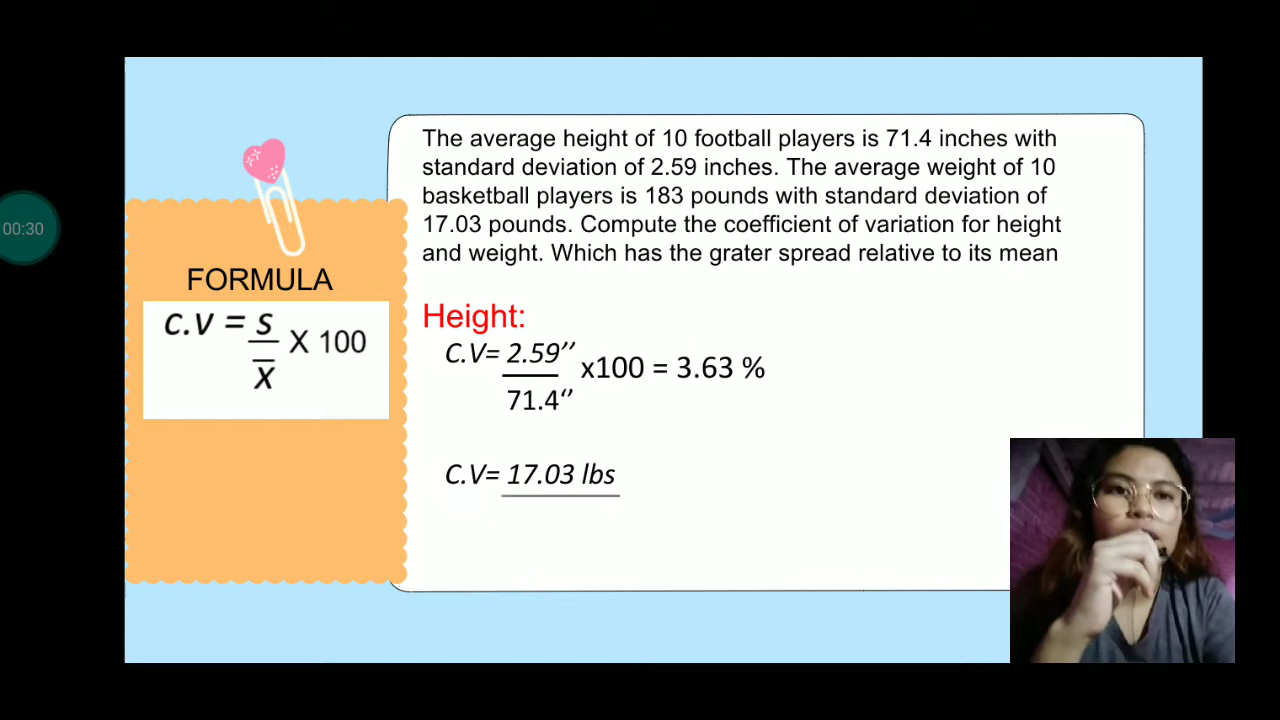 The average height of 10 football players is 71.4 inches with
standard deviation of 2.59 inches. The average weight of 10
basketball players is 183 pounds with standard deviation of
17.03 pounds. Compute the coefficient of variation for height
and weight. Which has the grater spread relative to its mean
00:30
FORMULA
C.V = s/x̅ X 100
Height:
C.V= 2.59’’/71.4’’ x100 = 3.63 %
C.V= 17.03 lbs